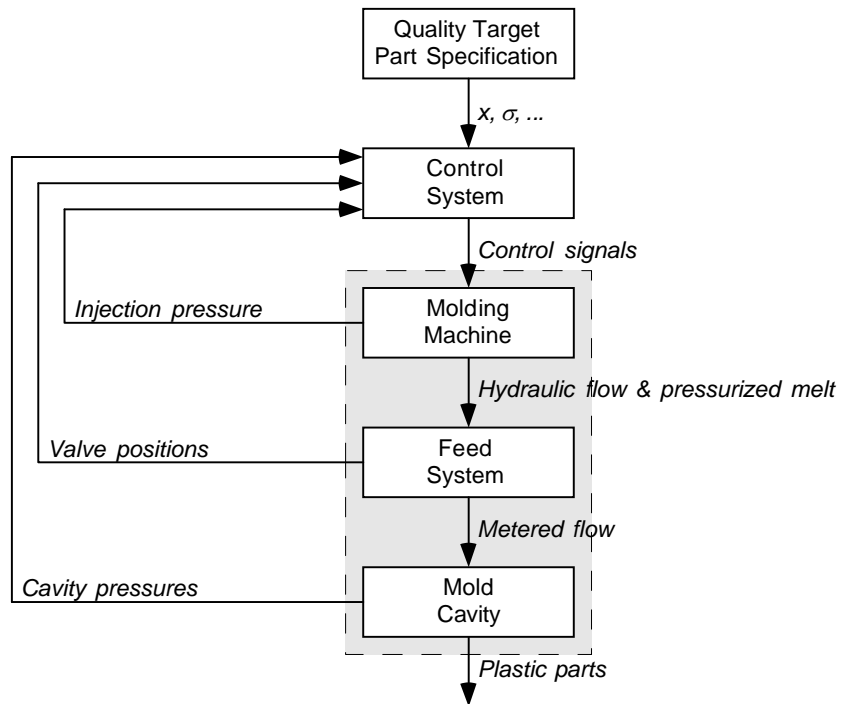 Quality Target
Part Specification
x, σ, ...
Control
System
Control signals
Injection pressure
Molding
Machine
Hydraulic flow & pressurized melt
Valve positions
Feed
System
Metered flow
Cavity pressures
Mold
Cavity
Plastic parts